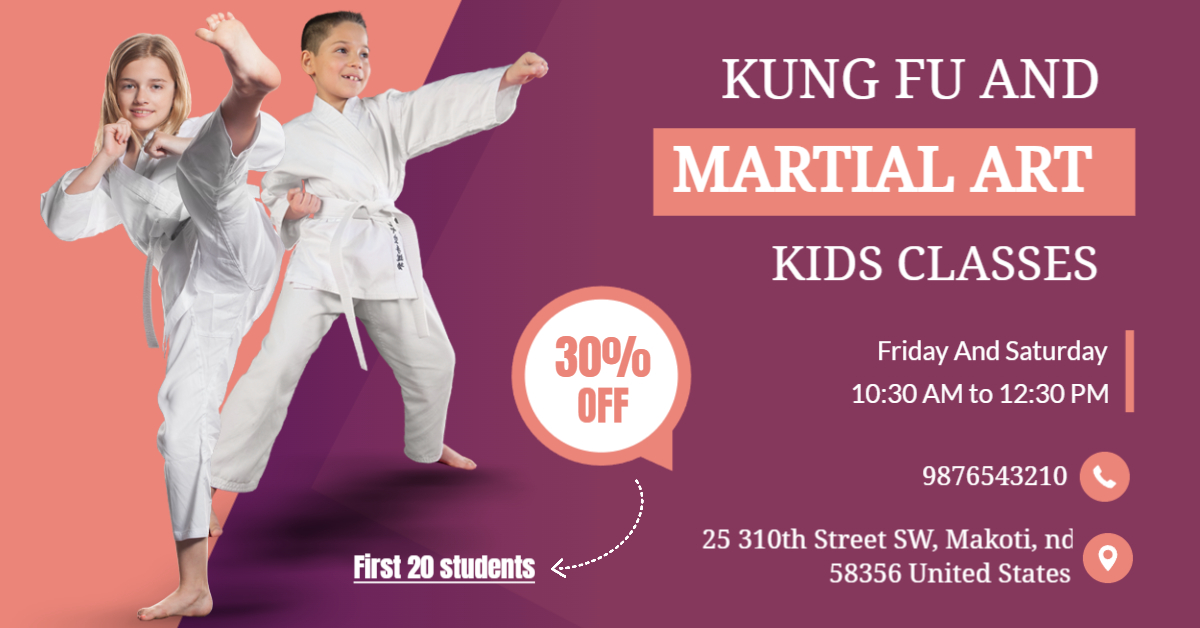 KUNG FU AND
MARTIAL ART
KIDS CLASSES
30%
OFF
Friday And Saturday
10:30 AM to 12:30 PM
9876543210
25 310th Street SW, Makoti, nd
58356 United States
First 20 students